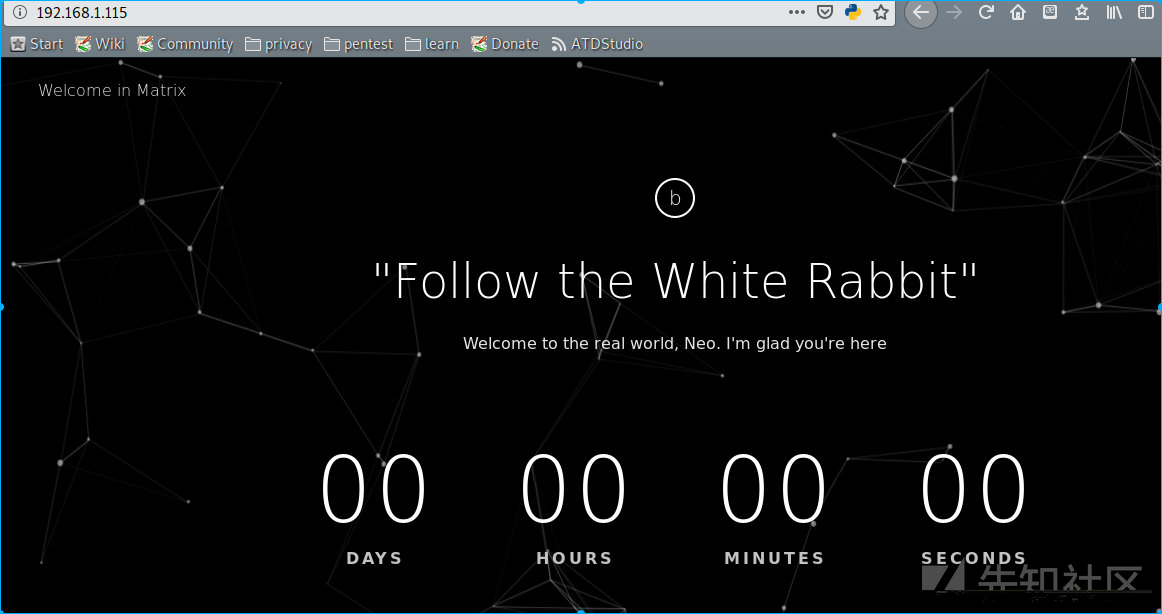 192.168.1.115
Start Wiki Community privacy pentest learn Donate ATDStudio
Welcome in Matrix
b
"Follow the White Rabbit"
Welcome to the real world, Neo. I'm glad you're here
00 00 00 00
DAYS HOURS MINUTES SECONDS
先知社区